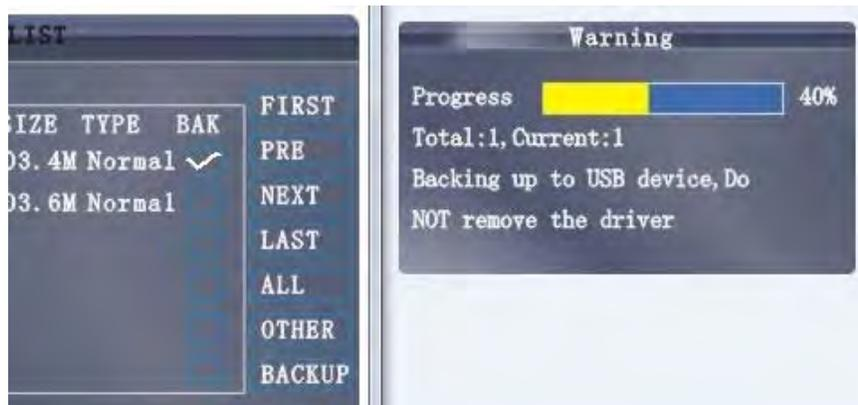 LIST
SIZE TYPE BAK
03.4M Normal
03.6M Normal
FIRST
PRE
NEXT
LAST
ALL
OTHER
BACKUP
Warning
Progress 40%
Total:1,Current:1
Backing up to USB device,Do
NOT remove the driver